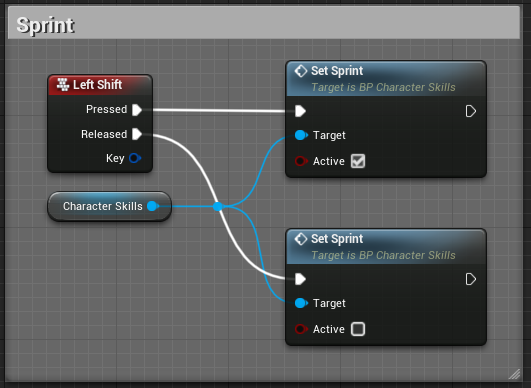 Sprint
Left Shift
Pressed
Released
Key
Character Skills
Set Sprint
Target is BP Character Skills
Target
Active
Set Sprint
Target is BP Character Skills
Target
Active